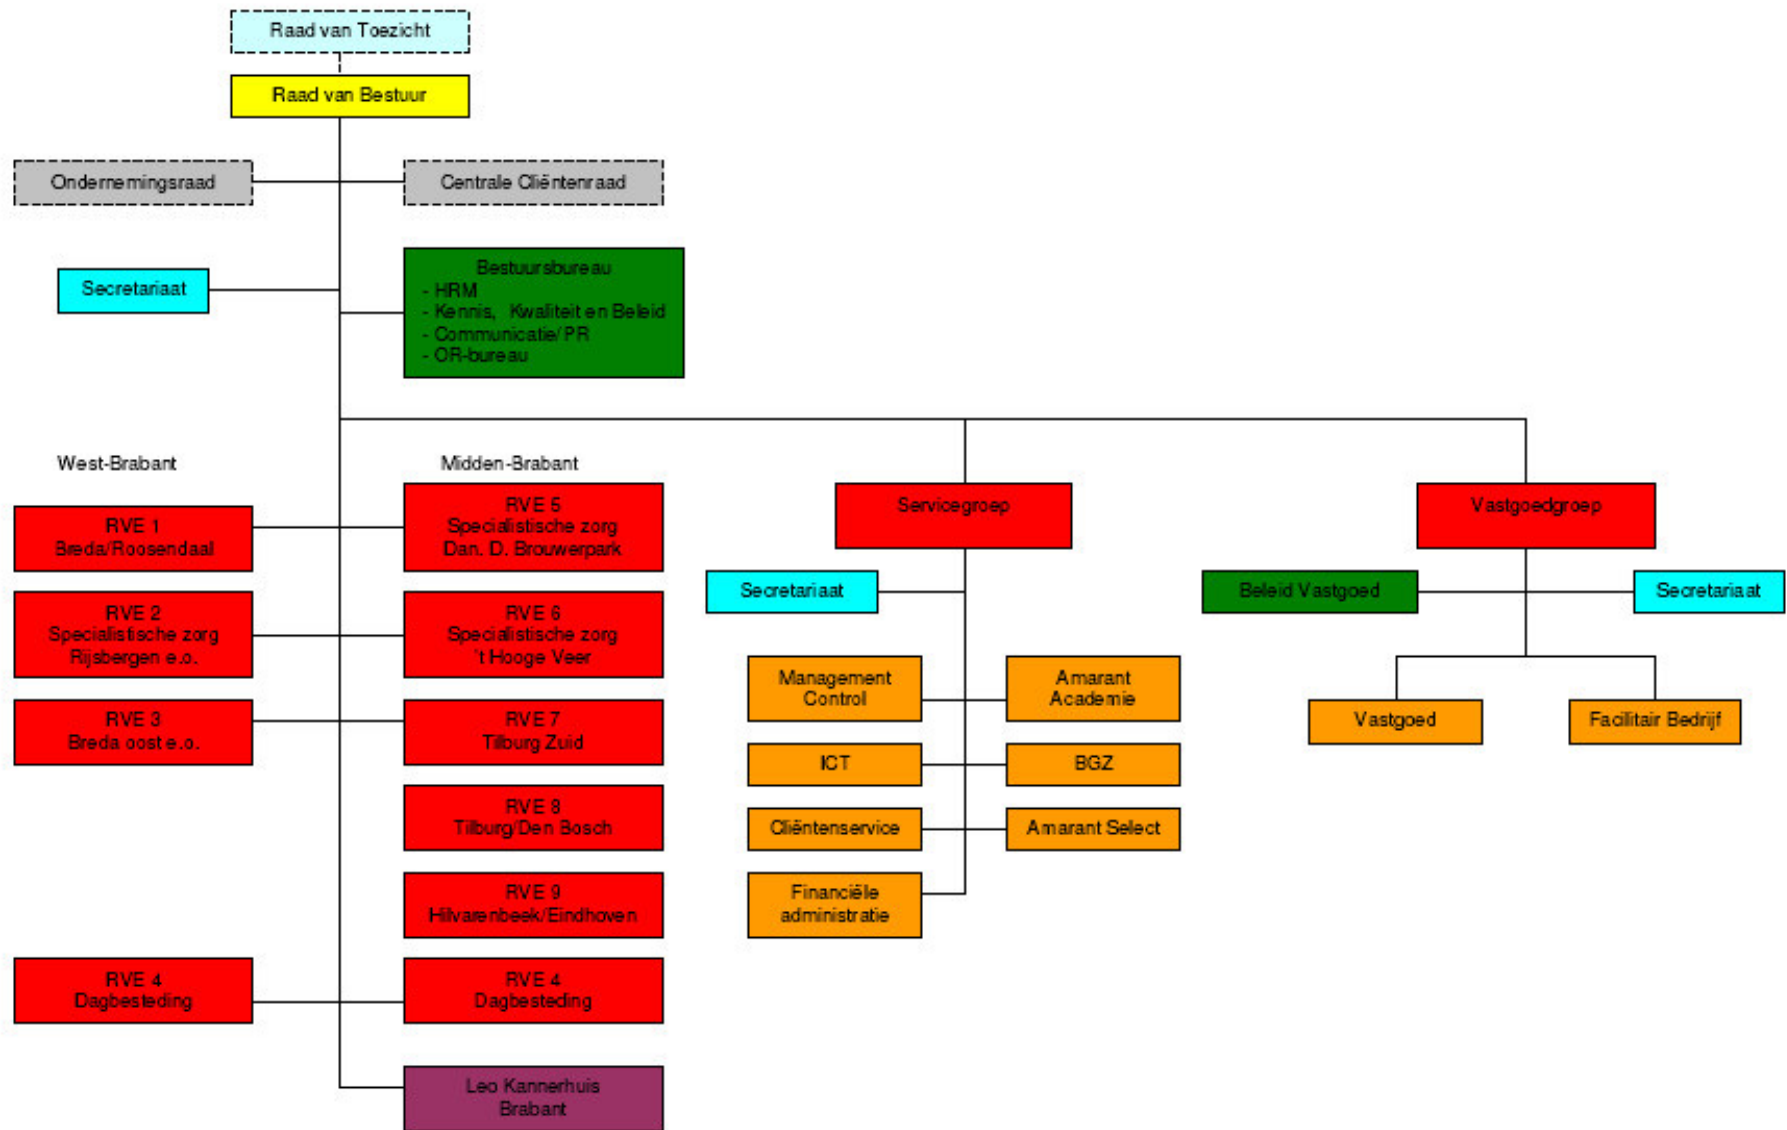 Raad van Toezicht
Raad van Bestuur
Ondernemingsraad
Centrale Cliëntenraad
Secretariaat
Bestuursbureau
- HRM
- Kennis, Kwaliteit en Beleid
- Communicatie/PR
- OR-bureau
West-Brabant
Midden-Brabant
RVE 1
Breda/Roosendaal
RVE 2
Specialistische zorg
Rijsbergen e.o.
RVE 3
Breda oost e.o.
RVE 4
Dagbesteding
RVE 5
Specialistische zorg
Dan. D. Brouwerpark
RVE 6
Specialistische zorg
't Hooge Veer
RVE 7
Tilburg Zuid
RVE 8
Tilburg/Den Bosch
RVE 9
Hilvarenbeek/Eindhoven
RVE 4
Dagbesteding
Leo Kannerhuis
Brabant
Servicegroep
Secretariaat
Management
Control
Amarant
Academie
ICT
BGZ
Cliëntenservice
Amarant Select
Financiële
administratie
Vastgoedgroep
Beleid Vastgoed
Secretariaat
Vastgoed
Facilitair Bedrijf